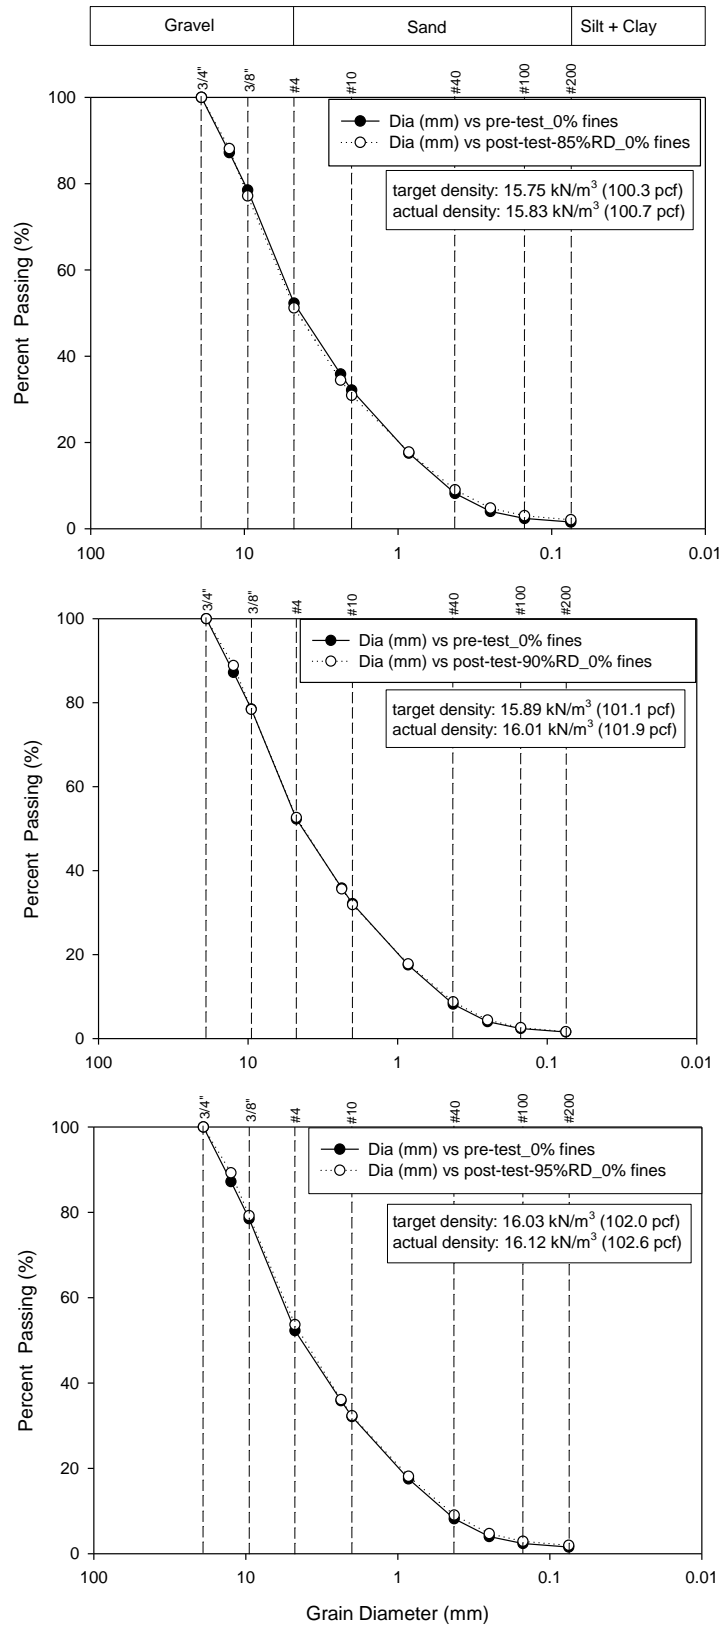 Gravel Sand Silt + Clay
3/4" 3/8" #4 #10 #40 #100 #200
100
80
60
40
20
0
Percent Passing (%)
Dia (mm) vs pre-test_0% fines
Dia (mm) vs post-test-85%RD_0% fines
target density: 15.75 kN/m³ (100.3 pcf)
actual density: 15.83 kN/m³ (100.7 pcf)
100 10 1 0.1 0.01
3/4" 3/8" #4 #10 #40 #100 #200
100
80
60
40
20
0
Percent Passing (%)
Dia (mm) vs pre-test_0% fines
Dia (mm) vs post-test-90%RD_0% fines
target density: 15.89 kN/m³ (101.1 pcf)
actual density: 16.01 kN/m³ (101.9 pcf)
100 10 1 0.1 0.01
3/4" 3/8" #4 #10 #40 #100 #200
100
80
60
40
20
0
Percent Passing (%)
Dia (mm) vs pre-test_0% fines
Dia (mm) vs post-test-95%RD_0% fines
target density: 16.03 kN/m³ (102.0 pcf)
actual density: 16.12 kN/m³ (102.6 pcf)
100 10 1 0.1 0.01
Grain Diameter (mm)